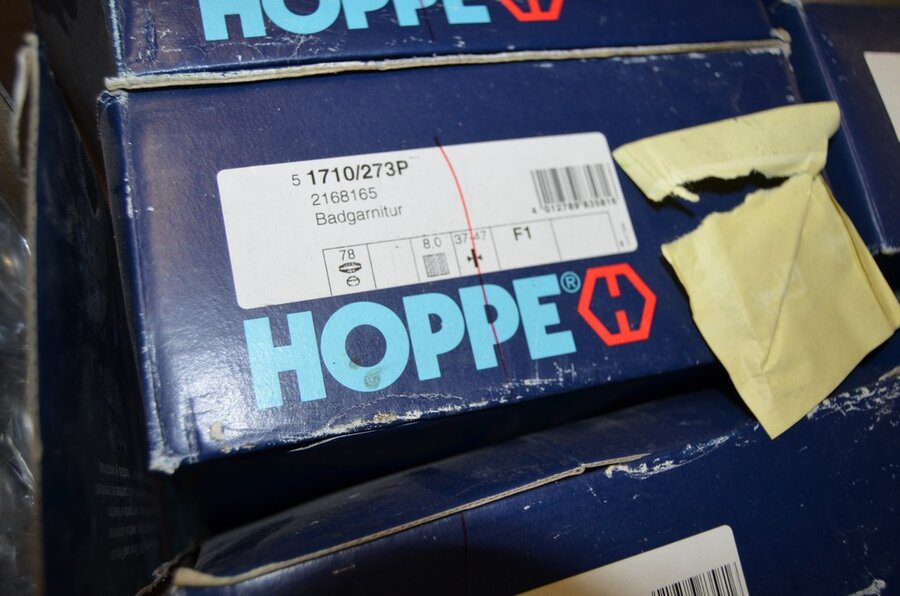 HOPPE
5 1710/273P
2168165
Badgarnitur
78 8.0 37-47 F1
HOPPE®